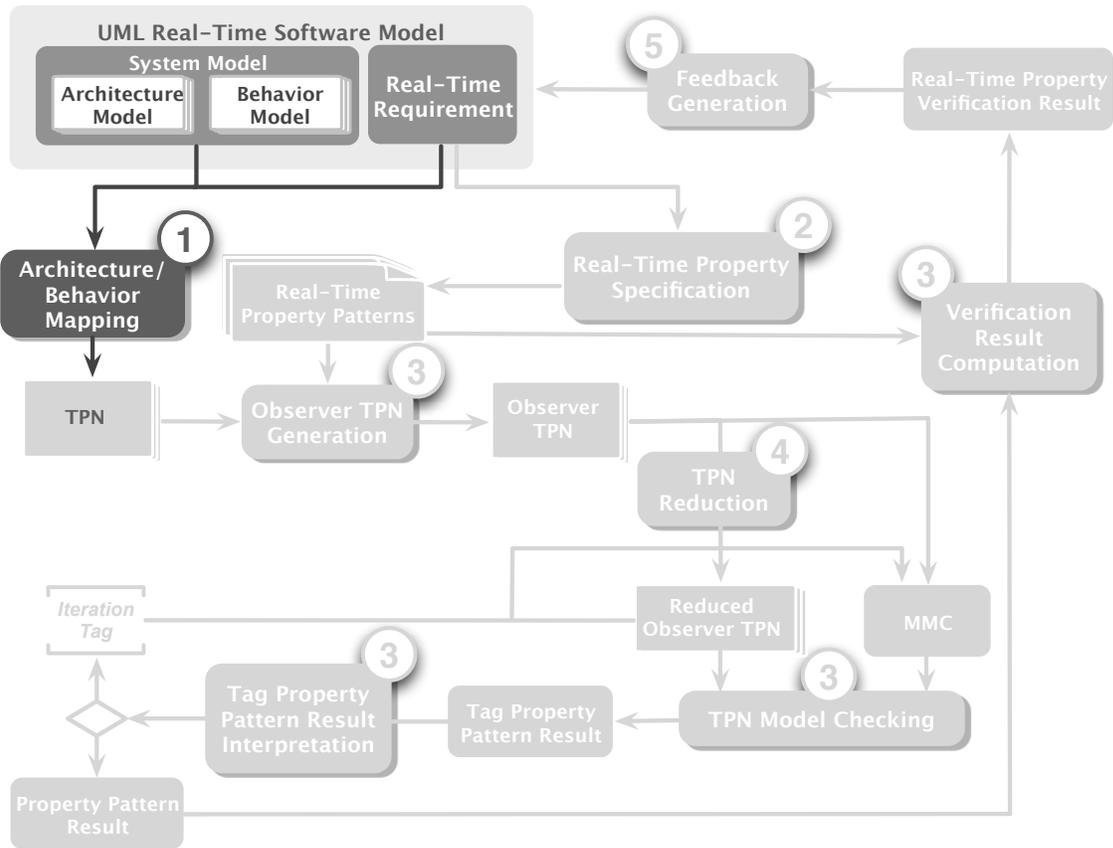 UML Real-Time Software Model
System Model
Architecture
Model
Behavior
Model
Real-Time
Requirement
5
Feedback
Generation
Real-Time Property
Verification Result
1
Architecture/
Behavior
Mapping
2
Real-Time Property
Specification
Real-Time
Property Patterns
3
Verification
Result
Computation
TPN
3
Observer TPN
Generation
Observer
TPN
4
TPN
Reduction
Iteration
Tag
Reduced
Observer TPN
MMC
3
Tag Property
Pattern Result
Interpretation
Tag Property
Pattern Result
3
TPN Model Checking
Property Pattern
Result